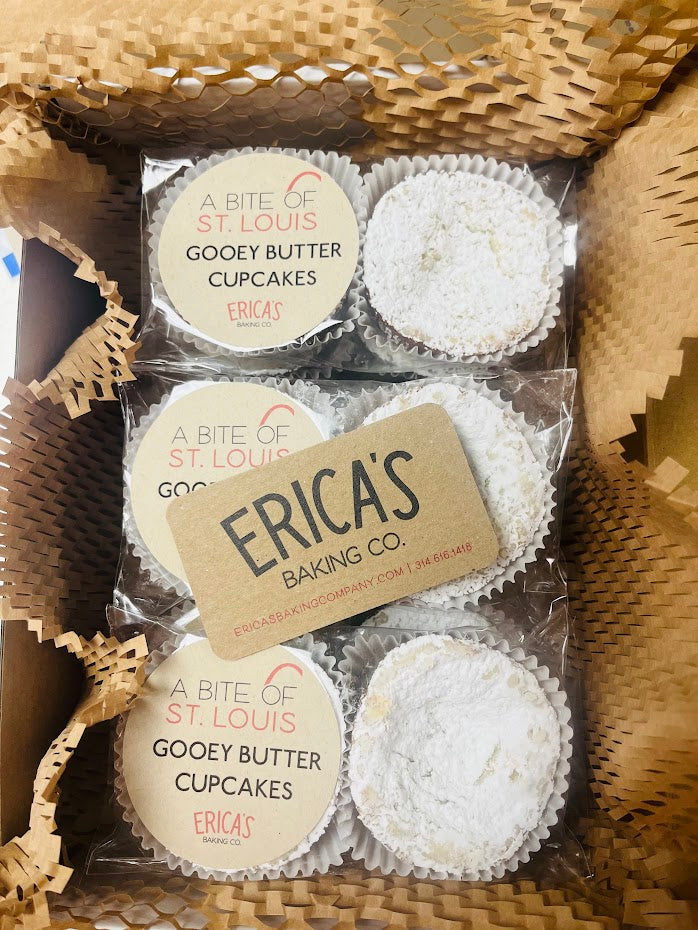 A BITE OF
ST. LOUIS
GOOEY BUTTER
CUPCAKES
ERICA'S
BAKING CO.
A BITE OF
ST. LOUIS
ERICA'S
BAKING CO.
ERICASBAKINGCOMPANY.COM | 314.616.1418
A BITE OF
ST. LOUIS
GOOEY BUTTER
CUPCAKES
ERICA'S
BAKING CO.